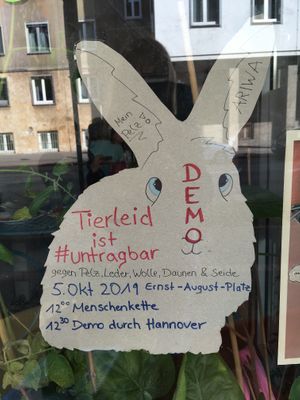 Mein
Pelz
ARIWA
DEMO
Tierleid
ist
#untragbar
gegen Pelz, Leder, Wolle, Daunen & Seide
5. Okt 2019 Ernst-August-Platz
12⁰⁰ Menschenkette
12³⁰ Demo durch Hannover